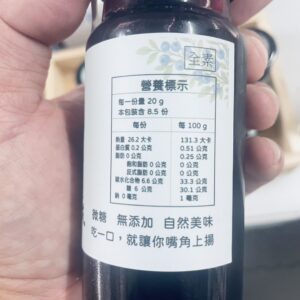 全素
營養標示
每一份量 20 g
本包裝含 8.5 份
每份 每 100 g
熱量 26.2 大卡 131.3 大卡
蛋白質 0.2 公克 0.51 公克
脂肪 0 公克 0.25 公克
飽和脂肪 0 公克 0 公克
反式脂肪 0 公克 0 公克
碳水化合物 6.6 公克 33.3 公克
糖 6 公克 30.1 公克
鈉 0 毫克 1 毫克
微糖 無添加 自然美味
吃一口，就讓你嘴角上揚